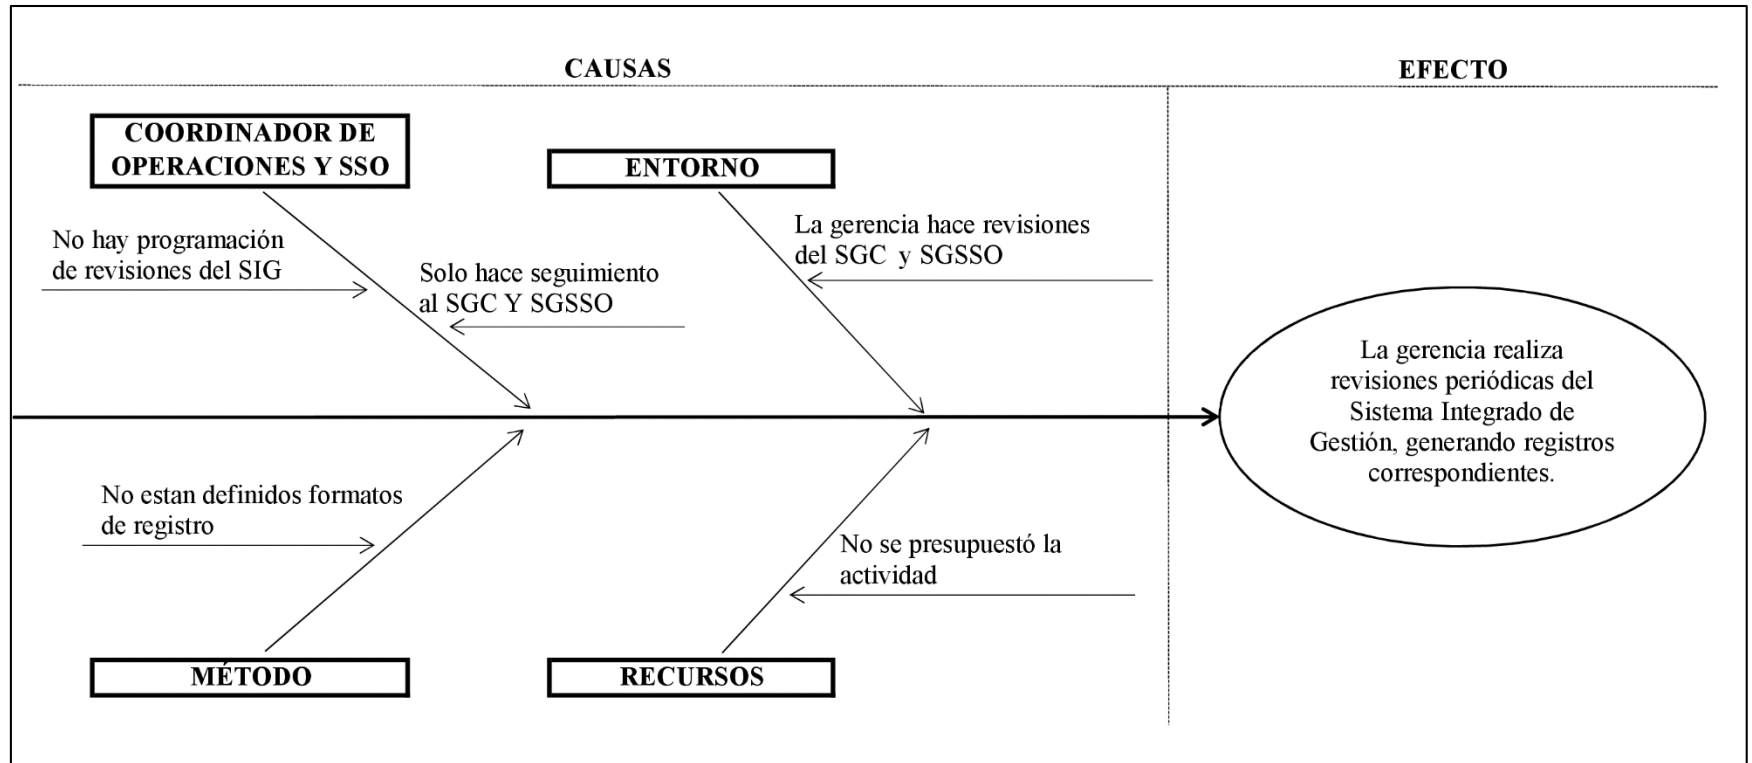 CAUSAS
EFECTO
COORDINADOR DE
OPERACIONES Y SSO
ENTORNO
No hay programación
de revisiones del SIG
Solo hace seguimiento
al SGC Y SGSSO
La gerencia hace revisiones
del SGC y SGSSO
La gerencia realiza
revisiones periódicas del
Sistema Integrado de
Gestión, generando registros
correspondientes.
No estan definidos formatos
de registro
No se presupuestó la
actividad
MÉTODO
RECURSOS